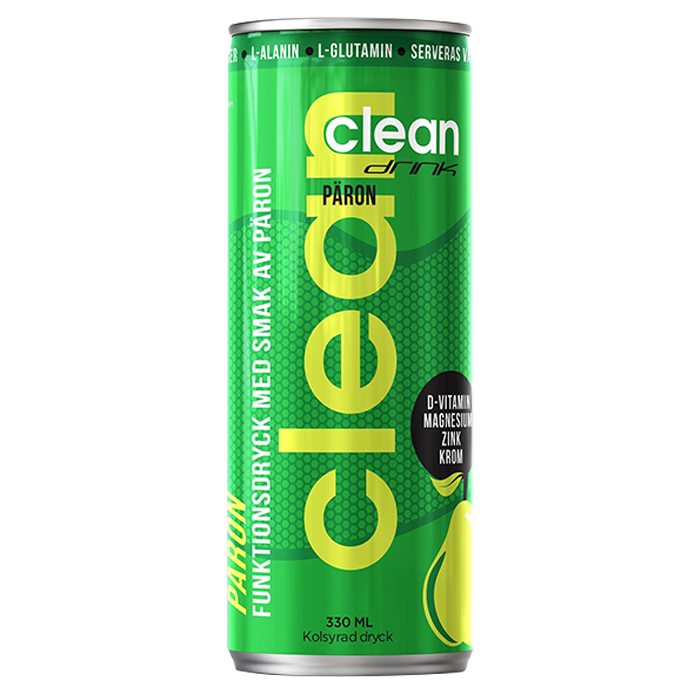 L-ALANIN • L-GLUTAMIN • SERVERAS
clean
drink
PÄRON
clean
PÄRON
FUNKTIONSDRYCK MED SMAK AV PÄRON
D-VITAMIN
MAGNESIUM
ZINK
KROM
330 ML
Kolsyrad dryck